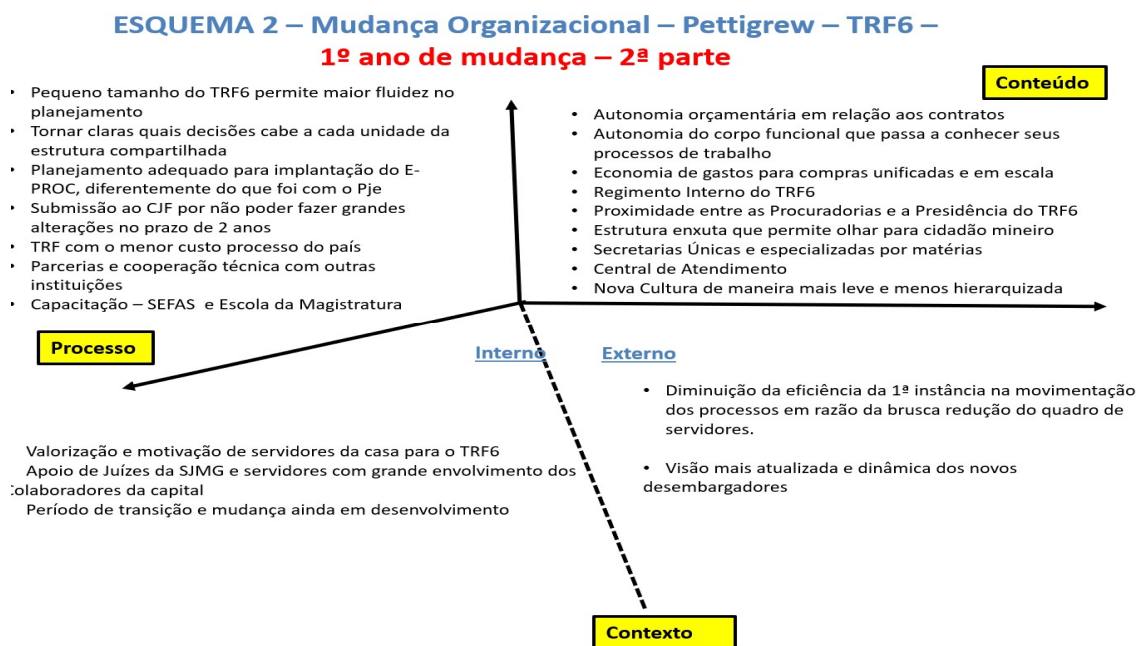 ESQUEMA 2 – Mudança Organizacional – Pettigrew – TRF6 –
1º ano de mudança – 2ª parte
• Pequeno tamanho do TRF6 permite maior fluidez no
planejamento
• Tornar claras quais decisões cabe a cada unidade da
estrutura compartilhada
• Planejamento adequado para implantação do E-
PROC, diferentemente do que foi com o Pje
• Submissão ao CJF por não poder fazer grandes
alterações no prazo de 2 anos
• TRF com o menor custo processo do país
• Parcerias e cooperação técnica com outras
instituições
• Capacitação – SEFAS e Escola da Magistratura
Processo
Conteúdo
• Autonomia orçamentária em relação aos contratos
• Autonomia do corpo funcional que passa a conhecer seus
processos de trabalho
• Economia de gastos para compras unificadas e em escala
• Regimento Interno do TRF6
• Proximidade entre as Procuradorias e a Presidência do TRF6
• Estrutura enxuta que permite olhar para cidadão mineiro
• Secretarias Únicas e especializadas por matérias
• Central de Atendimento
• Nova Cultura de maneira mais leve e menos hierarquizada
Interno
Valorização e motivação de servidores da casa para o TRF6
Apoio de Juízes da SJMG e servidores com grande envolvimento dos
colaboradores da capital
Período de transição e mudança ainda em desenvolvimento
Externo
• Diminuição da eficiência da 1ª instância na movimentação
dos processos em razão da brusca redução do quadro de
servidores.
• Visão mais atualizada e dinâmica dos novos
desembargadores
Contexto